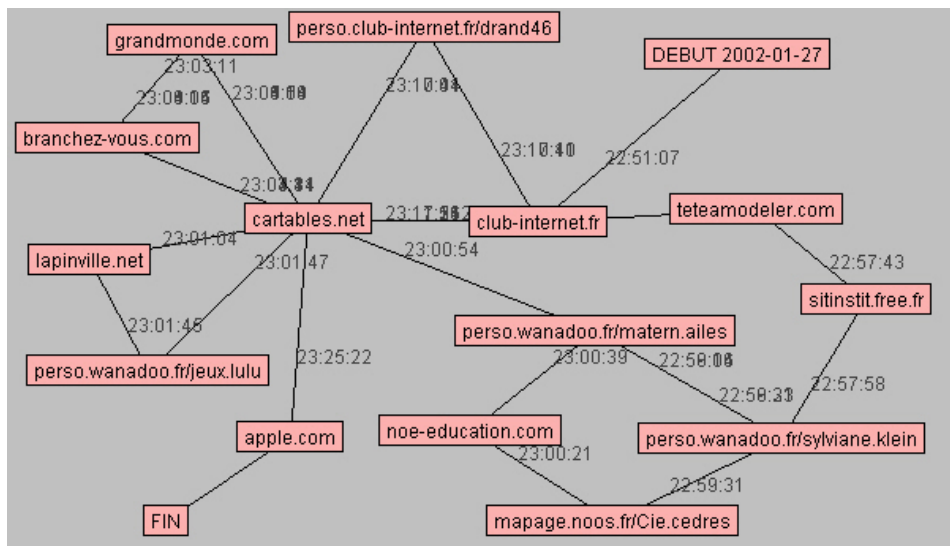 grandmonde.com
perso.club-internet.fr/drand46
DEBUT 2002-01-27
23:03:11
branchez-vous.com
22:51:07
cartables.net
club-internet.fr
teteamodeler.com
23:01:04
23:00:54
lapinville.net
23:01:47
22:57:43
sitinstit.free.fr
23:01:45
perso.wanadoo.fr/matern.ailes
23:00:39
perso.wanadoo.fr/jeux.lulu
23:25:22
22:57:58
apple.com
noe-education.com
perso.wanadoo.fr/sylviane.klein
23:00:21
22:59:31
FIN
mapage.noos.fr/Cie.cedres